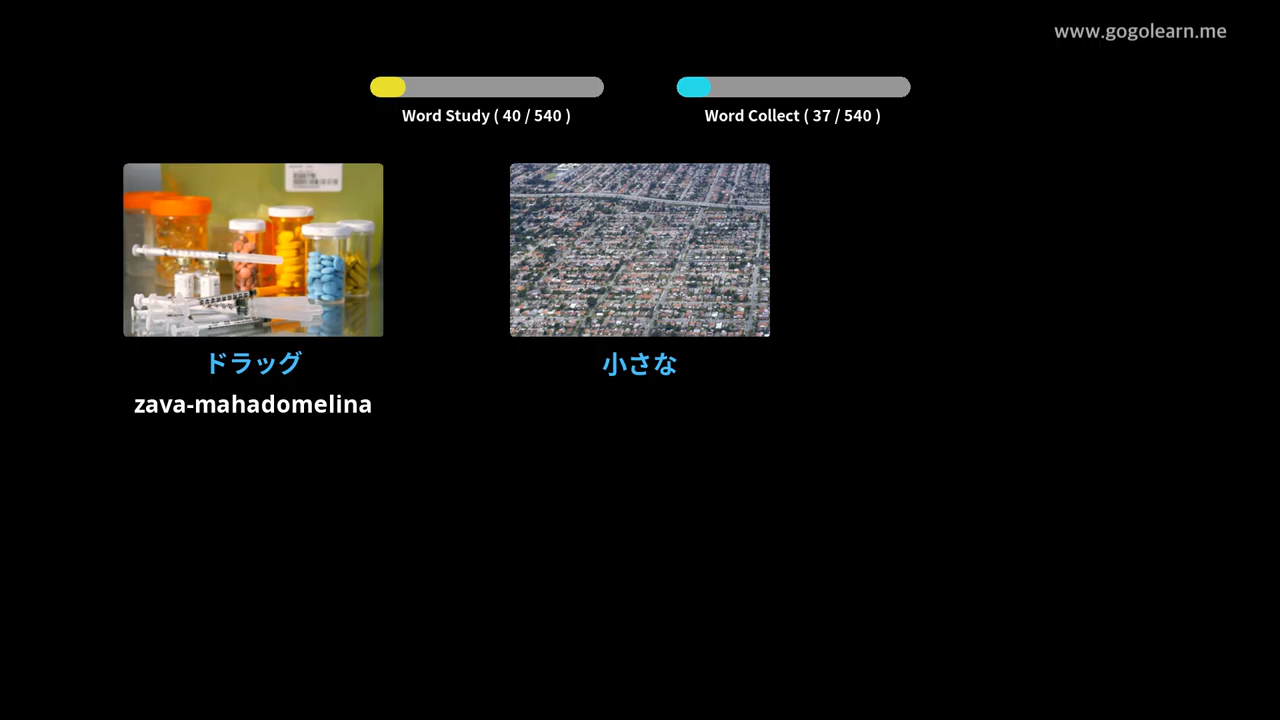 www.gogolearn.me
Word Study ( 40 / 540 )
Word Collect ( 37 / 540 )
ドラッグ
小さな
zava-mahadomelina